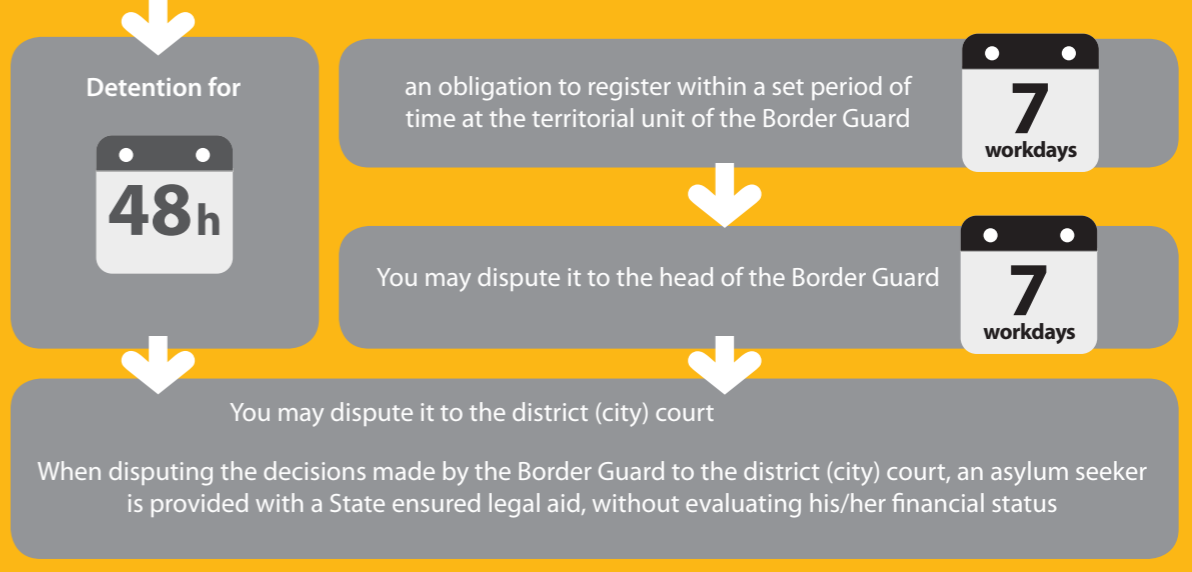 Detention for
48h
an obligation to register within a set period of
time at the territorial unit of the Border Guard
7
workdays
You may dispute it to the head of the Border Guard
7
workdays
You may dispute it to the district (city) court
When disputing the decisions made by the Border Guard to the district (city) court, an asylum seeker
is provided with a State ensured legal aid, without evaluating his/her financial status